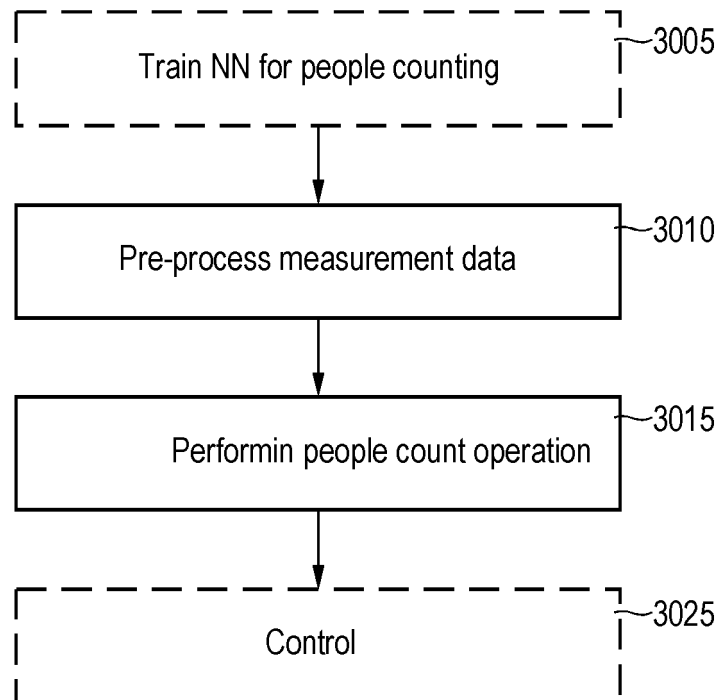 Train NN for people counting
3005
Pre-process measurement data
3010
Performin people count operation
3015
Control
3025